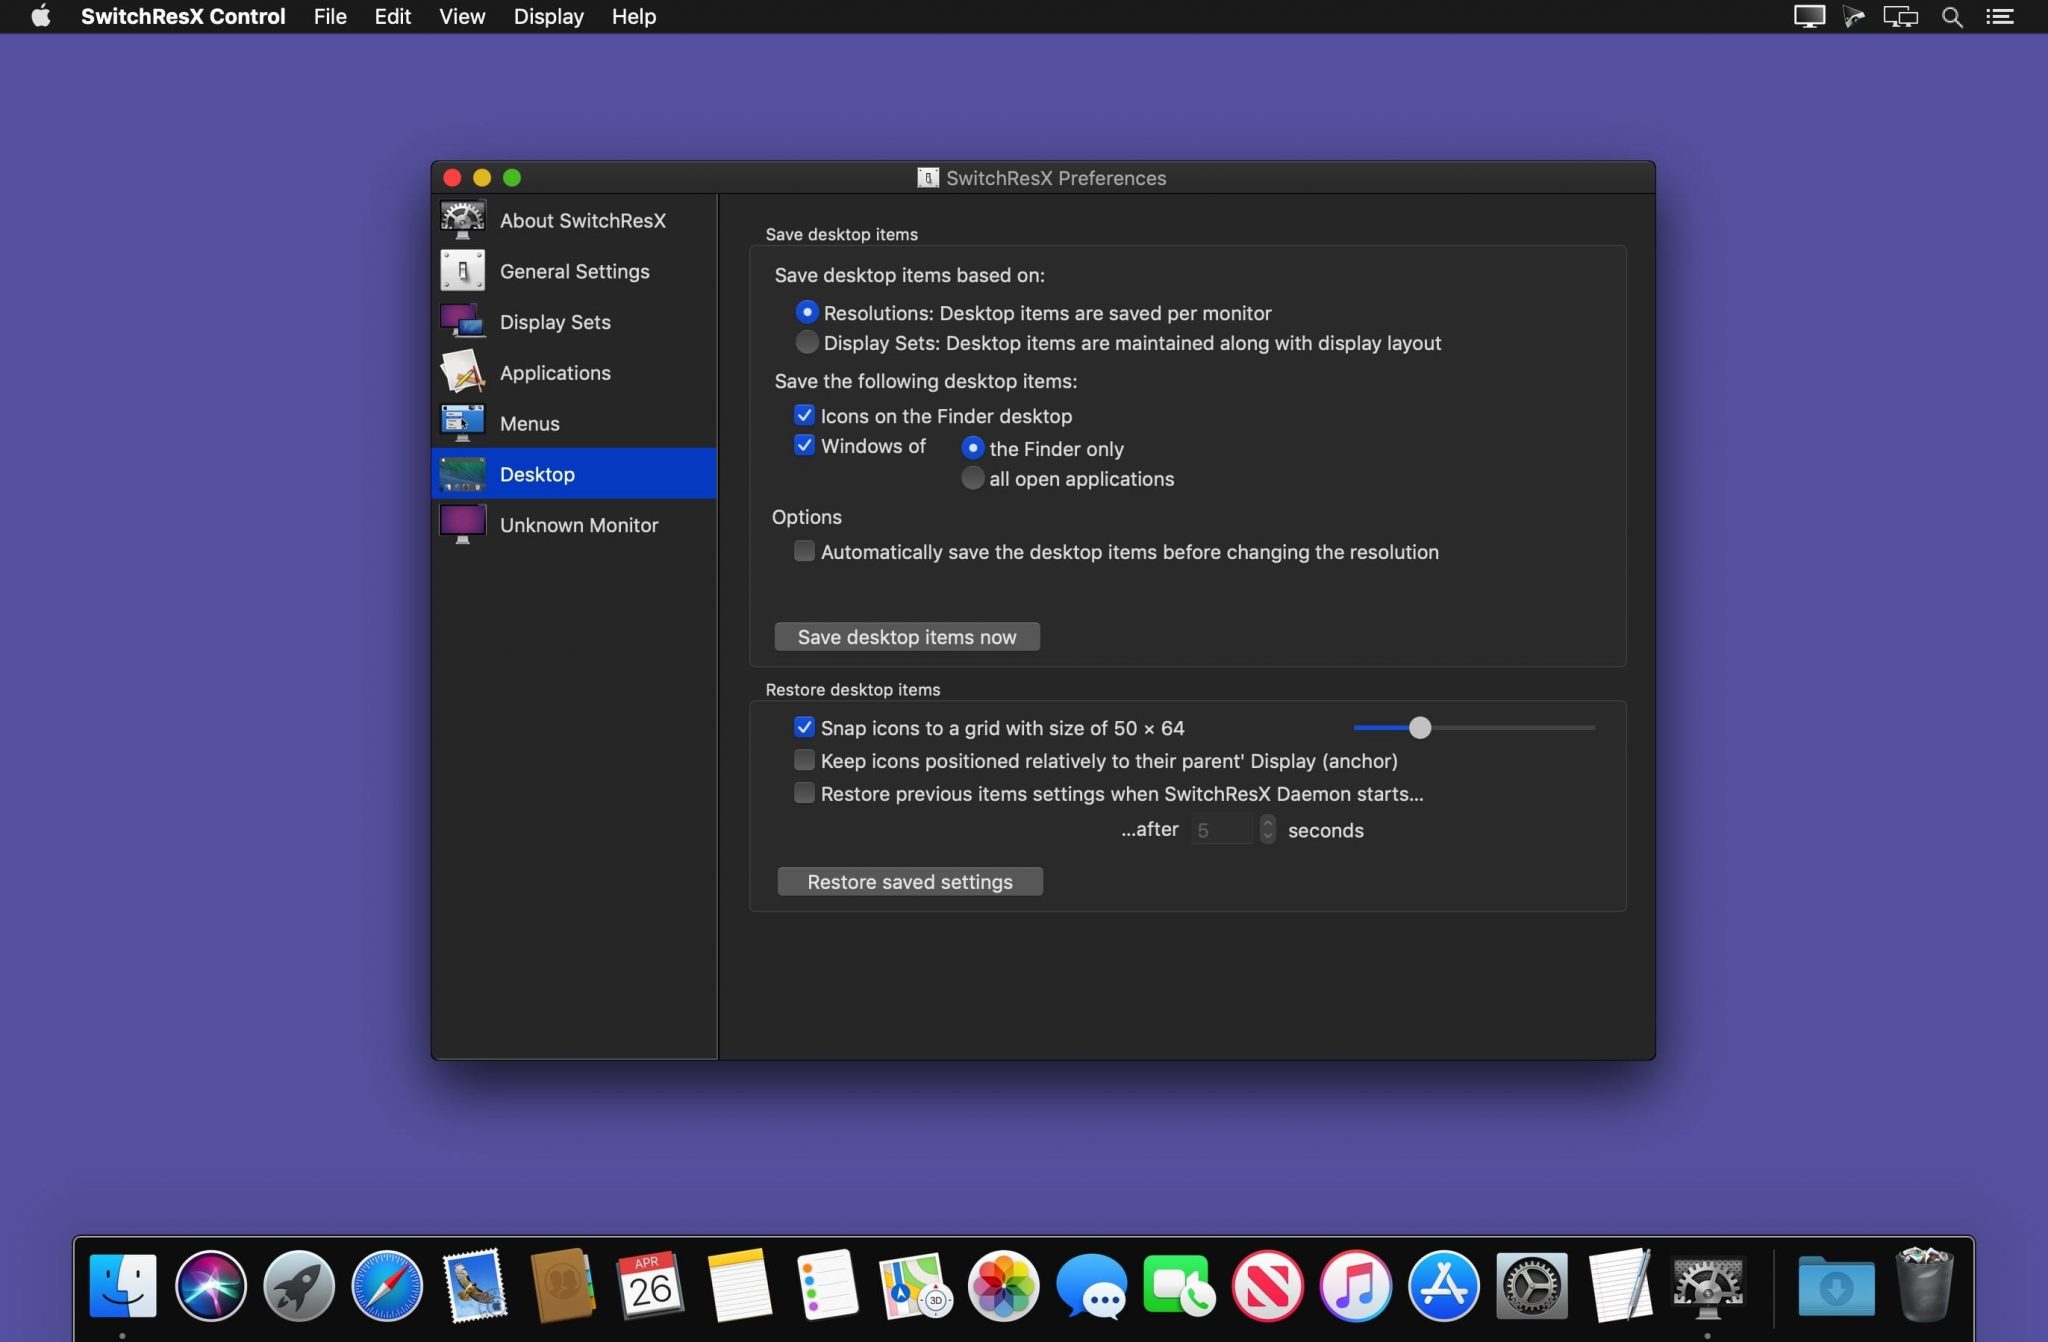 SwitchResX Control File Edit View Display Help
SwitchResX Preferences
About SwitchResX
General Settings
Display Sets
Applications
Menus
Desktop
Unknown Monitor
Save desktop items
Save desktop items based on:
Resolutions: Desktop items are saved per monitor
Display Sets: Desktop items are maintained along with display layout
Save the following desktop items:
Icons on the Finder desktop
Windows of the Finder only
all open applications
Options
Automatically save the desktop items before changing the resolution
Save desktop items now
Restore desktop items
Snap icons to a grid with size of 50 × 64
Keep icons positioned relatively to their parent' Display (anchor)
Restore previous items settings when SwitchResX Daemon starts...
...after 5 seconds
Restore saved settings
APR
26
3D